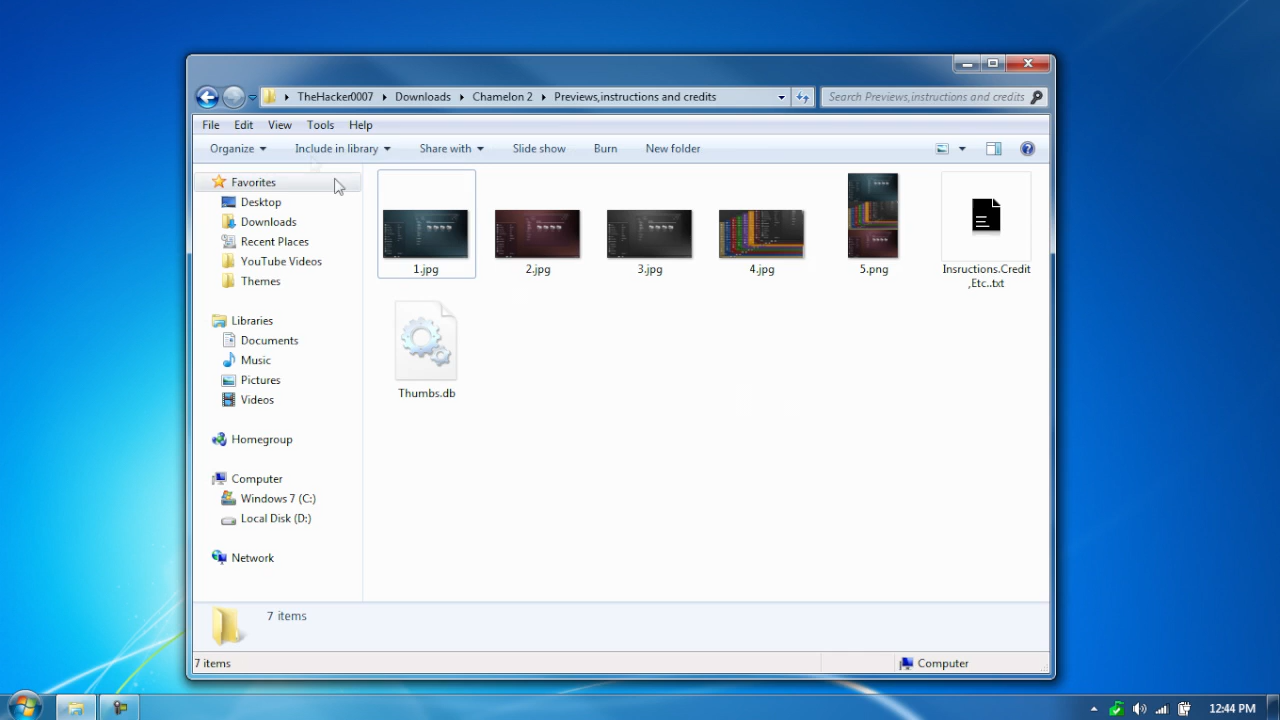 TheHacker0007 Downloads Chamelon 2 Previews,instructions and credits
Search Previews,instructions and credits
File Edit View Tools Help
Organize Include in library Share with Slide show Burn New folder
Favorites
Desktop
Downloads
Recent Places
YouTube Videos
Themes
Libraries
Documents
Music
Pictures
Videos
Homegroup
Computer
Windows 7 (C:)
Local Disk (D:)
Network
1.jpg
2.jpg
3.jpg
4.jpg
5.png
Insructions.Credit
,Etc..txt
Thumbs.db
7 items
7 items
Computer
12:44 PM